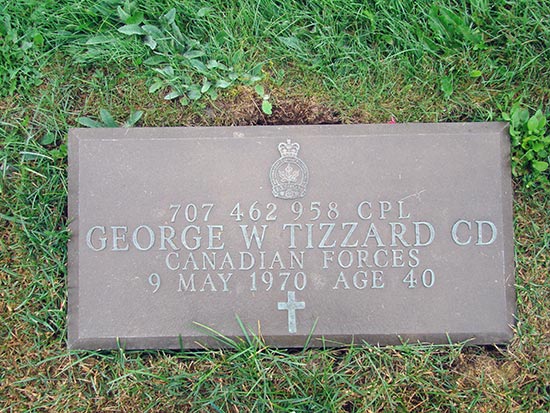 707 462 958 CPL
GEORGE W TIZZARD CD
CANADIAN FORCES
9 MAY 1970 AGE 40